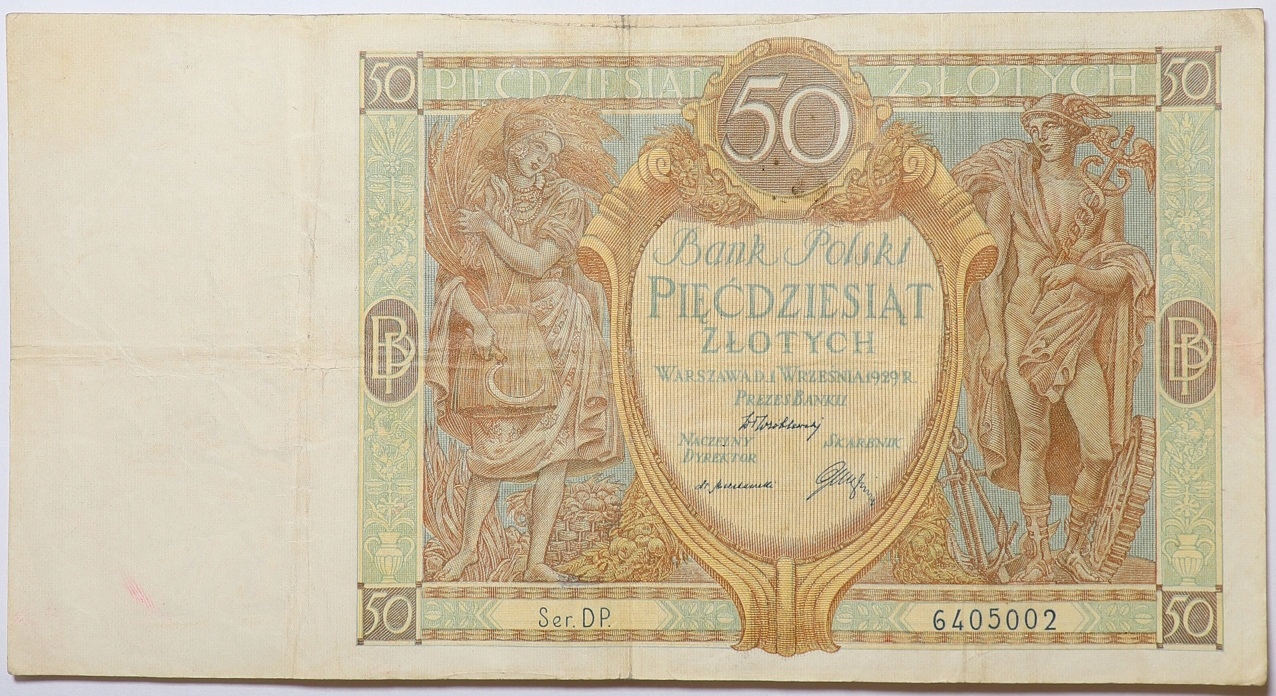 50 PIĘĆDZIESIĄT 50 ZŁOTYCH 50
Bank Polski
PIĘĆDZIESIĄT
ZŁOTYCH
WARSZAWA D. 1 WRZEŚNIA 1929 R.
PREZES BANKU
NACZELNY SKARBNIK
DYREKTOR
BP BP
50 Ser. DP. 6405002 50